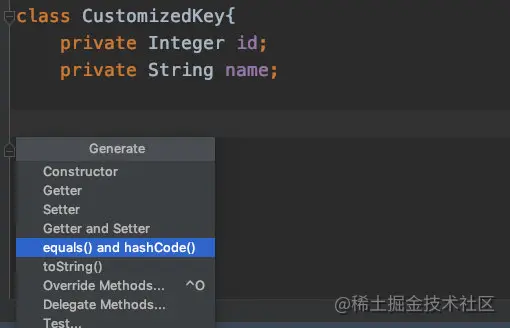 class CustomizedKey{
private Integer id;
private String name;
Generate
Constructor
Getter
Setter
Getter and Setter
equals() and hashCode()
toString()
Override Methods... ^O
Delegate Methods...
Test...
@稀土掘金技术社区